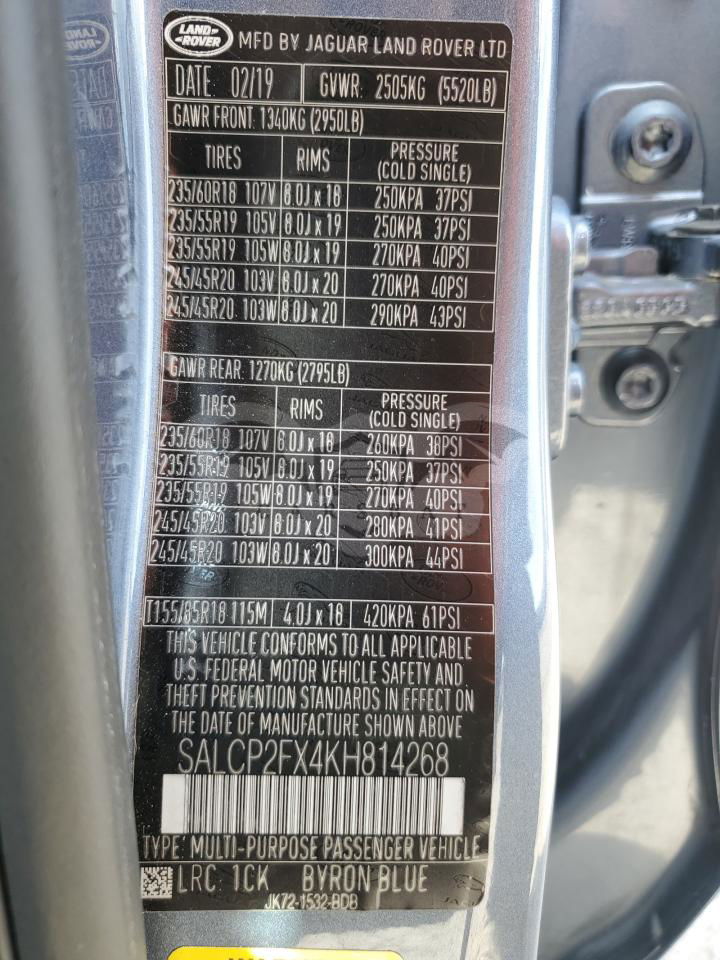 LAND ROVER MFD BY JAGUAR LAND ROVER LTD
DATE: 02/19 GVWR: 2505KG (5520LB)
GAWR FRONT: 1340KG (2950LB)
TIRES RIMS PRESSURE (COLD SINGLE)
235/60R18 107V 8.0J x 18 250KPA 37PSI
235/55R19 105V 8.0J x 19 250KPA 37PSI
235/55R19 105W 8.0J x 19 270KPA 40PSI
245/45R20 103V 8.0J x 20 270KPA 40PSI
245/45R20 103W 8.0J x 20 290KPA 43PSI
GAWR REAR: 1270KG (2795LB)
TIRES RIMS PRESSURE (COLD SINGLE)
235/60R18 107V 8.0J x 18 260KPA 38PSI
235/55R19 105V 8.0J x 19 250KPA 37PSI
235/55R19 105W 8.0J x 19 270KPA 40PSI
245/45R20 103V 8.0J x 20 280KPA 41PSI
245/45R20 103W 8.0J x 20 300KPA 44PSI
T155/85R18 115M 4.0J x 18 420KPA 61PSI
THIS VEHICLE CONFORMS TO ALL APPLICABLE
U.S. FEDERAL MOTOR VEHICLE SAFETY AND
THEFT PREVENTION STANDARDS IN EFFECT ON
THE DATE OF MANUFACTURE SHOWN ABOVE
SALCP2FX4KH814268
TYPE: MULTI-PURPOSE PASSENGER VEHICLE
LRC: 1CK BYRON BLUE
JK72-1532-BDB